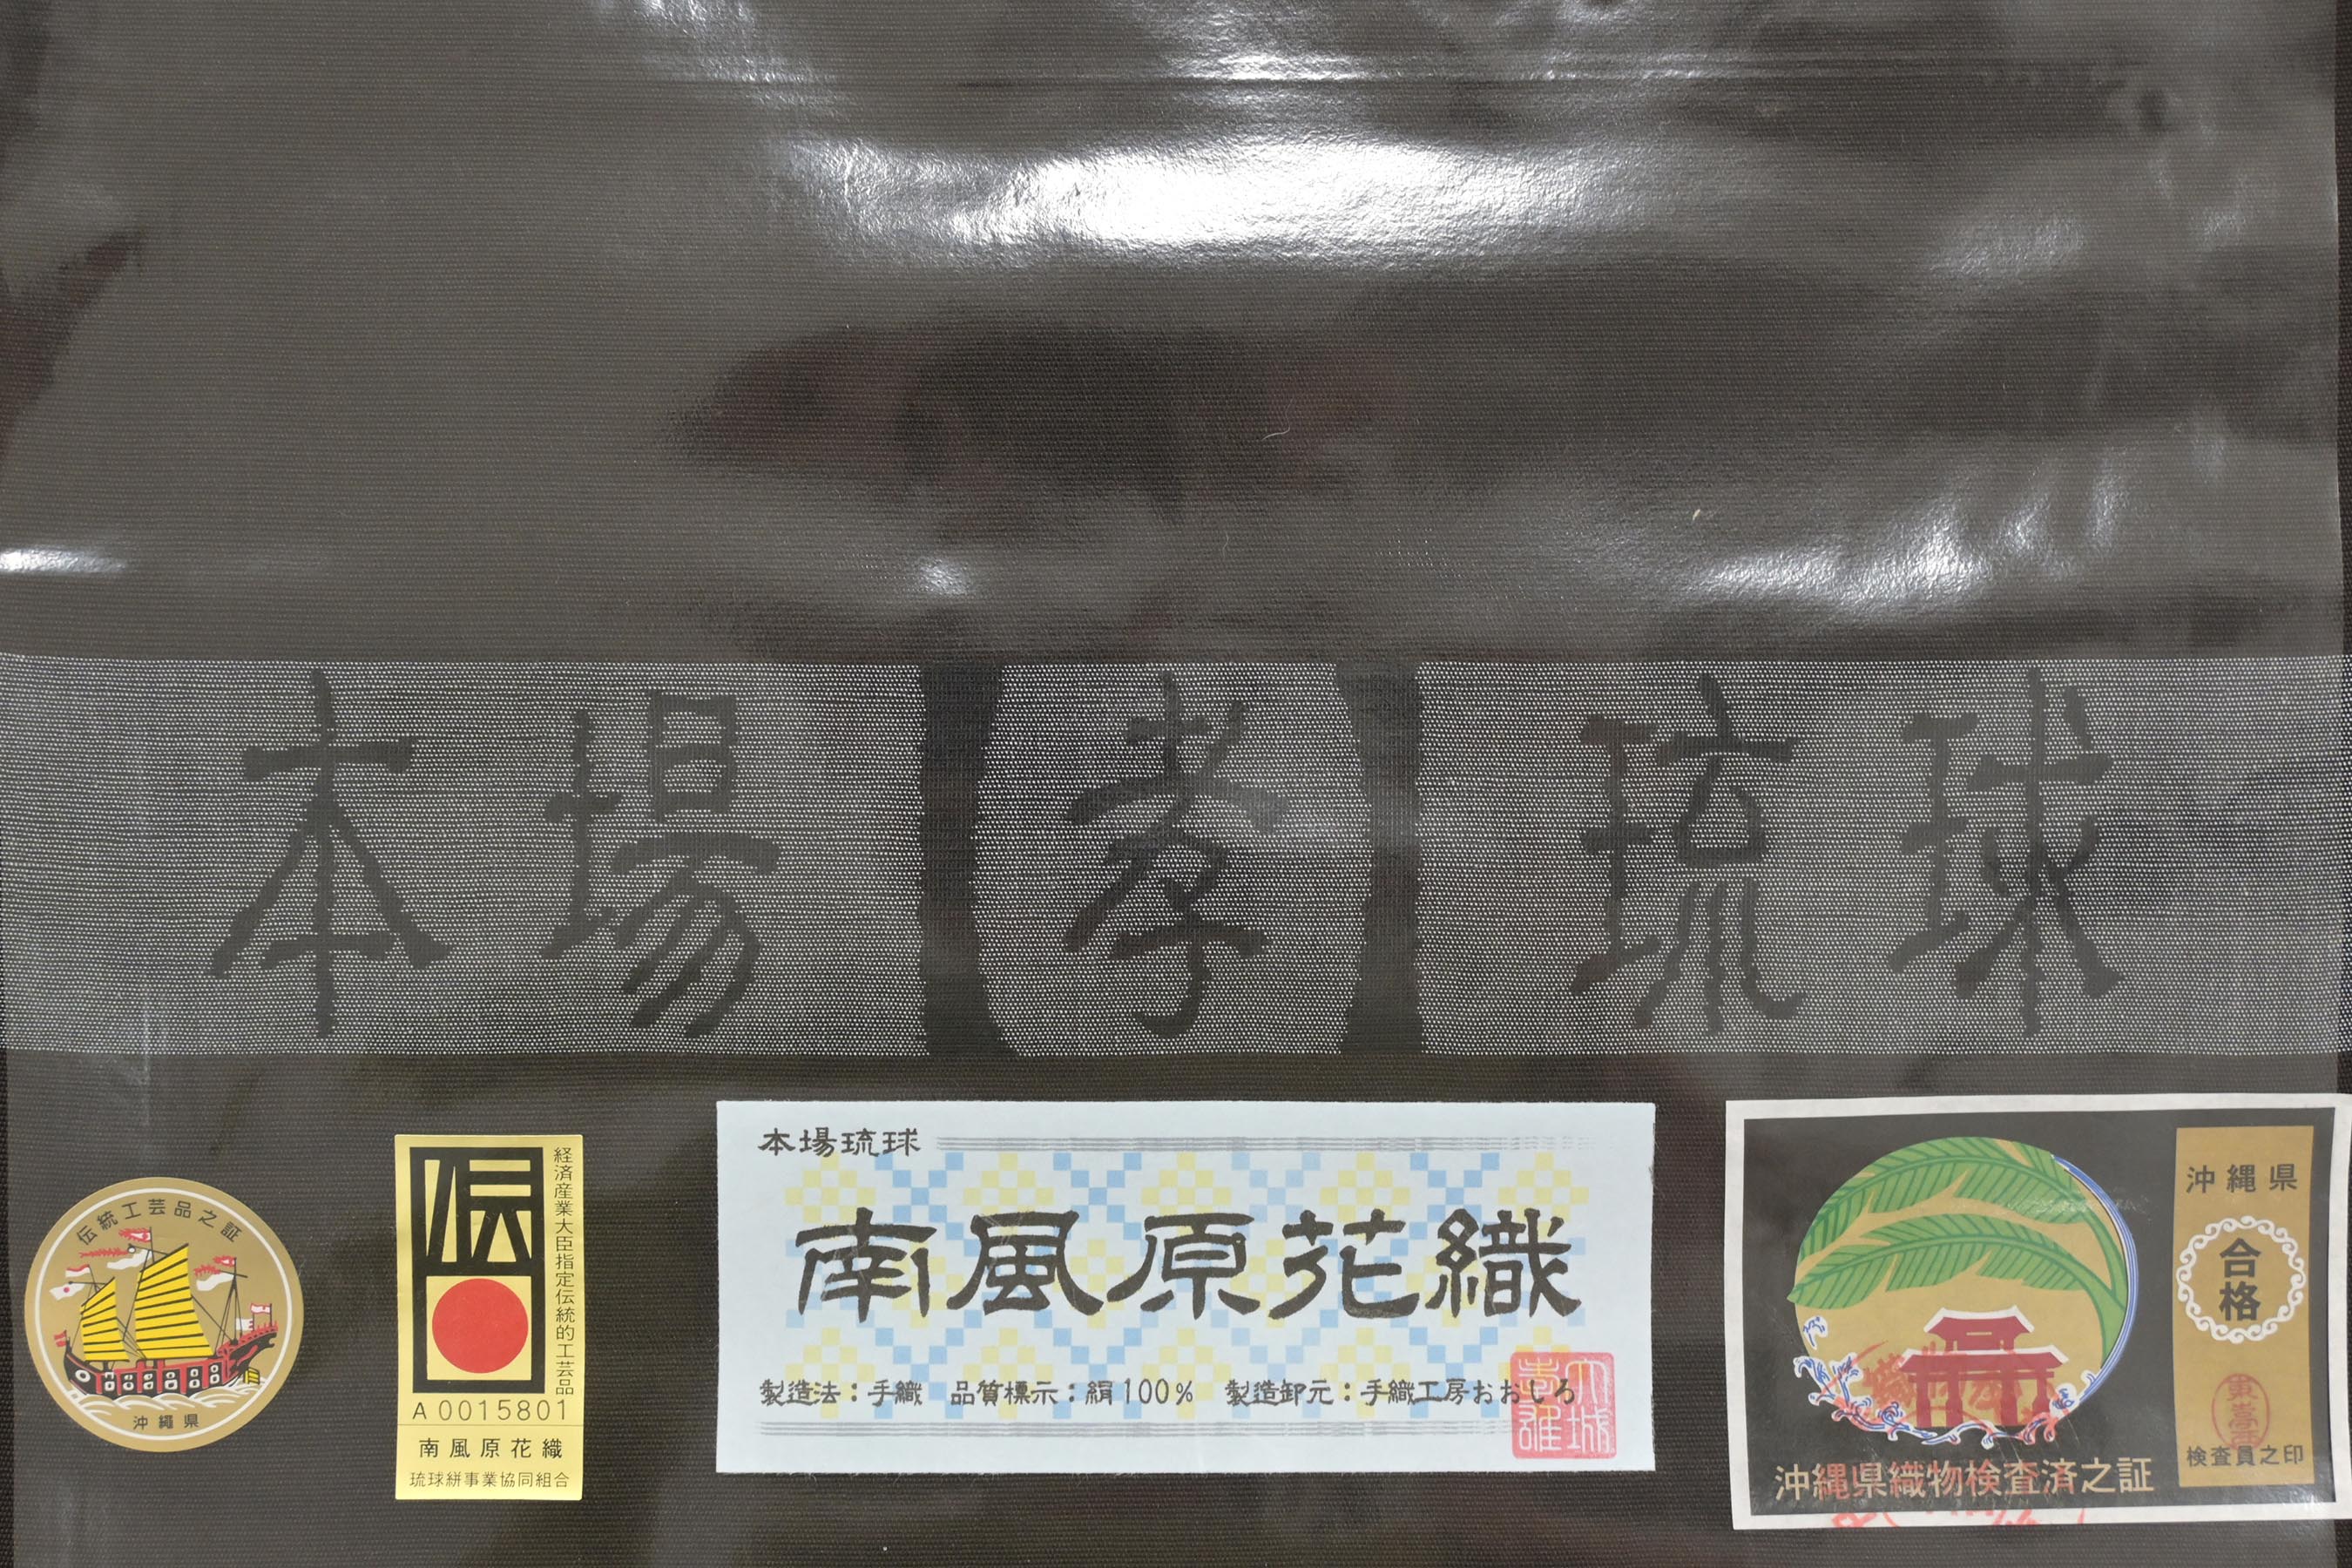 本場 孝 琉球
伝統工芸品之証
沖縄県
経済産業大臣指定伝統的工芸品
伝
A 0015801
南風原花織
琉球絣事業協同組合
本場琉球
南風原花織
製造法：手織 品質標示：絹100% 製造卸元：手織工房おおしろ
大城
沖縄県
合格
検査員之印
沖縄県織物検査済之証